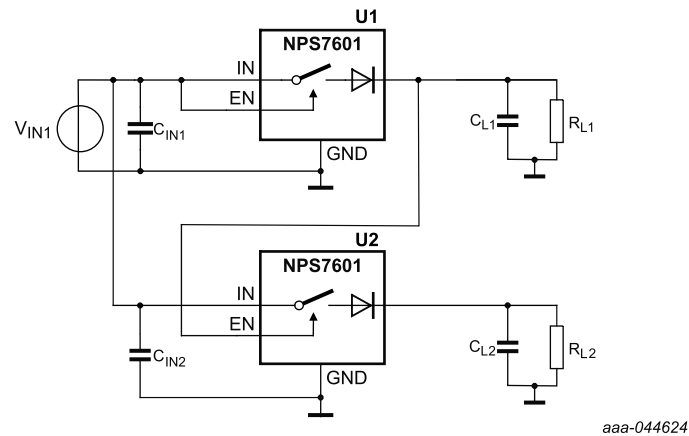 U1
NPS7601
IN
EN
GND
VIN1
CIN1
CL1
RL1
U2
NPS7601
IN
EN
GND
CIN2
CL2
RL2
aaa-044624